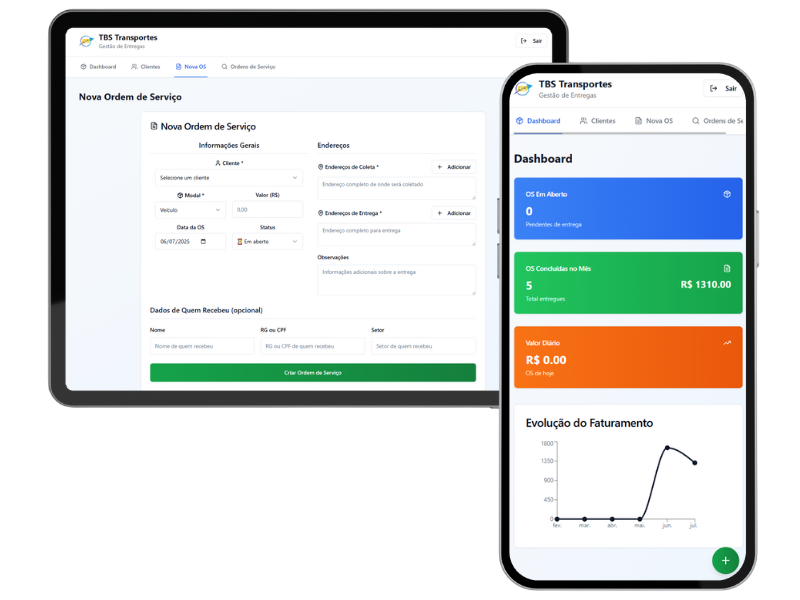 TBS Transportes
Gestão de Entregas
Sair
Dashboard
Clientes
Nova OS
Ordens de Serviço
Nova Ordem de Serviço
Nova Ordem de Serviço
Informações Gerais
Cliente *
Selecione um cliente
Modal *
Valor (R$)
Veículo
0,00
Data da OS
Status
06/07/2025
Em aberto
Endereços
Endereços de Coleta *
Adicionar
Endereço completo de onde será coletado
Endereços de Entrega *
Adicionar
Endereço completo para entrega
Observações
Informações adicionais sobre a entrega
Dados de Quem Recebeu (opcional)
Nome
RG ou CPF
Setor
Nome de quem recebeu
RG ou CPF de quem recebeu
Setor de quem recebeu
Criar Ordem de Serviço
TBS Transportes
Gestão de Entregas
Sair
Dashboard
Clientes
Nova OS
Ordens de Se
Dashboard
OS Em Aberto
0
Pendentes de entrega
OS Concluídas no Mês
5
R$ 1310.00
Total entregues
Valor Diário
R$ 0.00
OS de hoje
Evolução do Faturamento
1800
1350
900
450
0
fev.
mar.
abr.
mai.
jun.
jul.
+